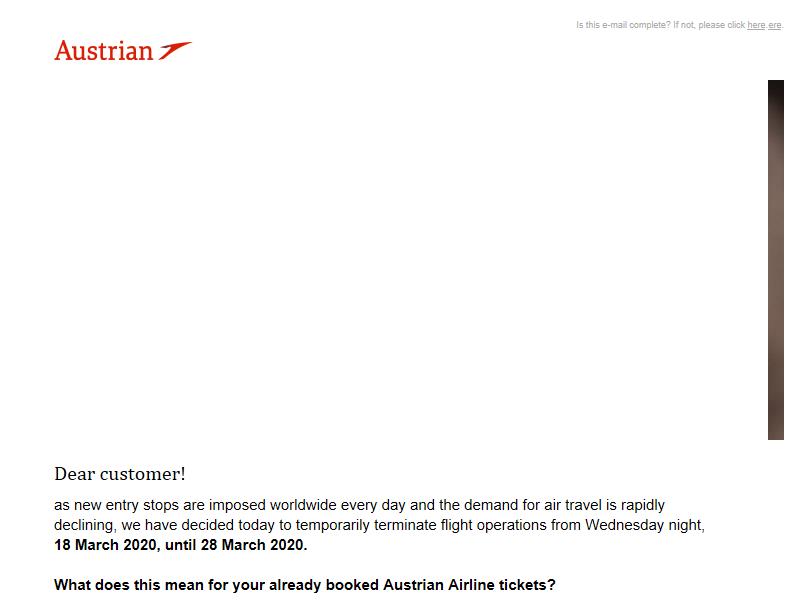 Is this e-mail complete? If not, please click here.ere.
Austrian
Dear customer!
as new entry stops are imposed worldwide every day and the demand for air travel is rapidly
declining, we have decided today to temporarily terminate flight operations from Wednesday night,
18 March 2020, until 28 March 2020.
What does this mean for your already booked Austrian Airline tickets?